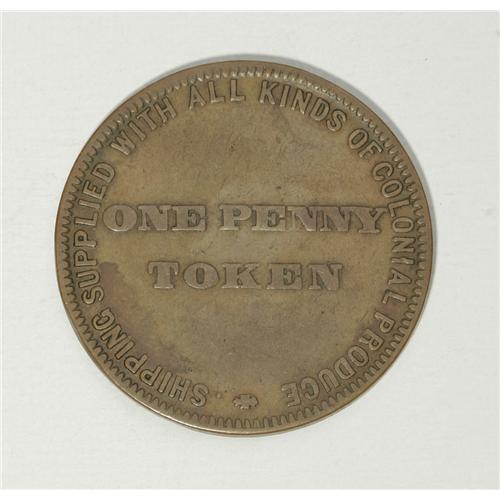 SHIPPING SUPPLIED WITH ALL KINDS OF COLONIAL PRODUCE
ONE PENNY
TOKEN